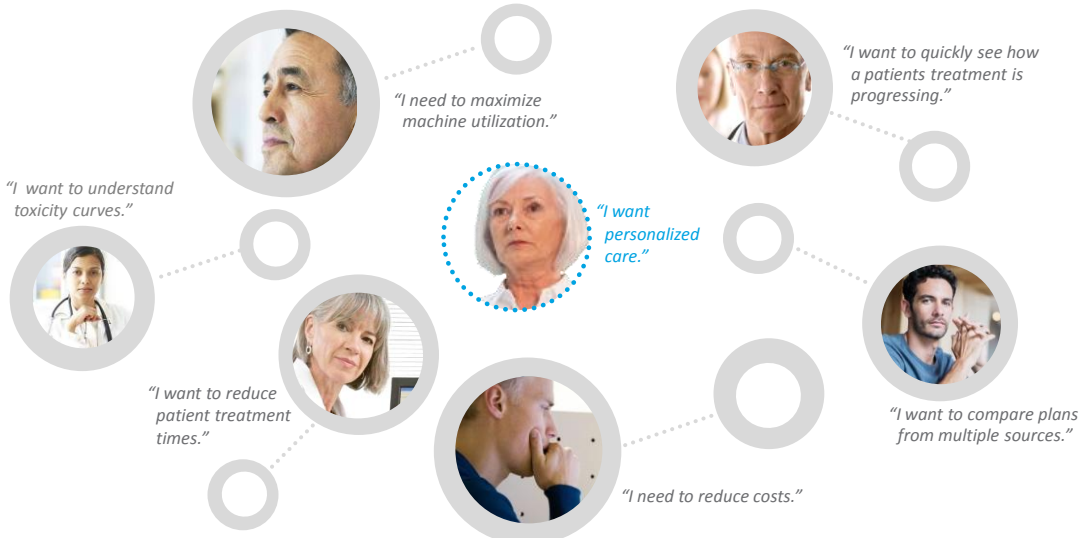 “I need to maximize
machine utilization.”
“I want to quickly see how
a patients treatment is
progressing.”
“I  want to understand
toxicity curves.”
“I want
personalized
care.”
“I want to reduce
patient treatment
times.”
“I want to compare plans
from multiple sources.”
“I need to reduce costs.”